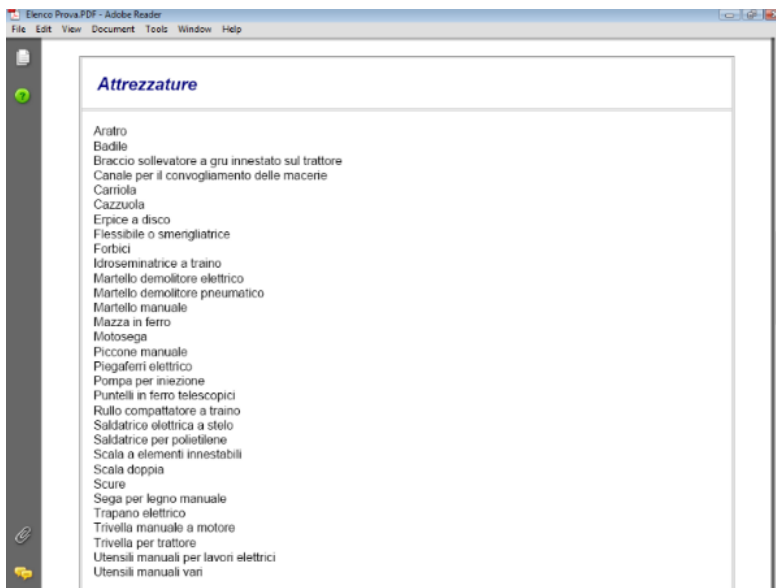 Elenco Prova.PDF - Adobe Reader
File Edit View Document Tools Window Help
Attrezzature
Aratro
Badile
Braccio sollevatore a gru innestato sul trattore
Canale per il convogliamento delle macerie
Carriola
Cazzuola
Erpice a disco
Flessibile o smerigliatrice
Forbici
Idroseminatrice a traino
Martello demolitore elettrico
Martello demolitore pneumatico
Martello manuale
Mazza in ferro
Motosega
Piccone manuale
Piegaferri elettrico
Pompa per iniezione
Puntelli in ferro telescopici
Rullo compattatore a traino
Saldatrice elettrica a stelo
Saldatrice per polietilene
Scala a elementi innestabili
Scala doppia
Scure
Sega per legno manuale
Trapano elettrico
Trivella manuale a motore
Trivella per trattore
Utensili manuali per lavori elettrici
Utensili manuali vari